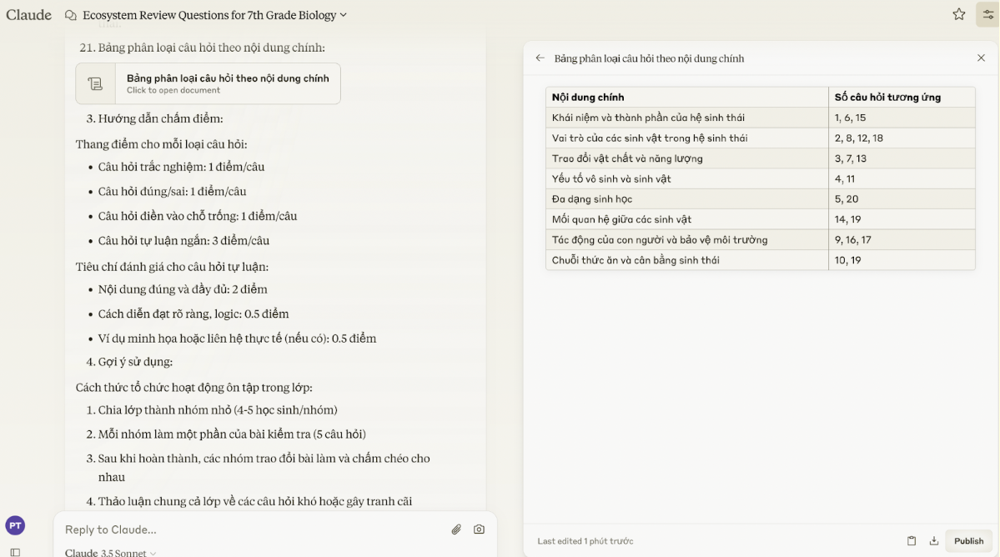 Claude
Ecosystem Review Questions for 7th Grade Biology
21. Bảng phân loại câu hỏi theo nội dung chính:
Bảng phân loại câu hỏi theo nội dung chính
Click to open document
3. Hướng dẫn chấm điểm:
Thang điểm cho mỗi loại câu hỏi:
• Câu hỏi trắc nghiệm: 1 điểm/câu
• Câu hỏi đúng/sai: 1 điểm/câu
• Câu hỏi điền vào chỗ trống: 1 điểm/câu
• Câu hỏi tự luận ngắn: 3 điểm/câu
Tiêu chí đánh giá cho câu hỏi tự luận:
• Nội dung đúng và đầy đủ: 2 điểm
• Cách diễn đạt rõ ràng, logic: 0.5 điểm
• Ví dụ minh họa hoặc liên hệ thực tế (nếu có): 0.5 điểm
4. Gợi ý sử dụng:
Cách thức tổ chức hoạt động ôn tập trong lớp:
1. Chia lớp thành nhóm nhỏ (4-5 học sinh/nhóm)
2. Mỗi nhóm làm một phần của bài kiểm tra (5 câu hỏi)
3. Sau khi hoàn thành, các nhóm trao đổi bài làm và chấm chéo cho
nhau
4. Thảo luận chung cả lớp về các câu hỏi khó hoặc gây tranh cãi
PT
Reply to Claude...
Claude 3.5 Sonnet
Bảng phân loại câu hỏi theo nội dung chính
Nội dung chính Số câu hỏi tương ứng
Khái niệm và thành phần của hệ sinh thái 1, 6, 15
Vai trò của các sinh vật trong hệ sinh thái 2, 8, 12, 18
Trao đổi vật chất và năng lượng 3, 7, 13
Yếu tố vô sinh và sinh vật 4, 11
Đa dạng sinh học 5, 20
Mối quan hệ giữa các sinh vật 14, 19
Tác động của con người và bảo vệ môi trường 9, 16, 17
Chuỗi thức ăn và cân bằng sinh thái 10, 19
Last edited 1 phút trước
Publish